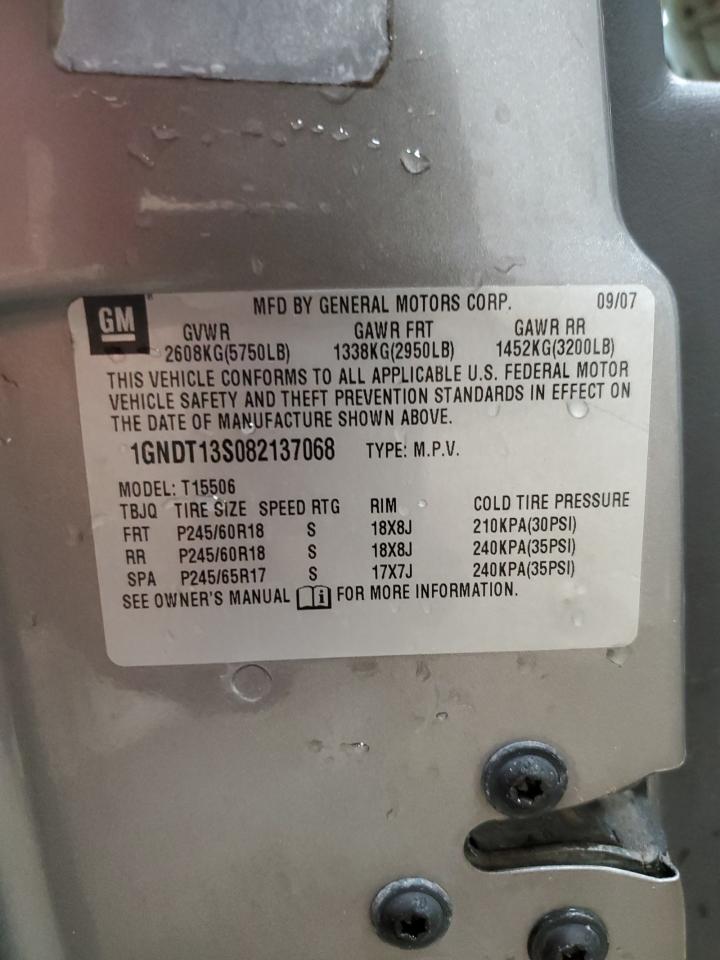 GM ® MFD BY GENERAL MOTORS CORP. 09/07
GVWR GAWR FRT GAWR RR
2608KG(5750LB) 1338KG(2950LB) 1452KG(3200LB)
THIS VEHICLE CONFORMS TO ALL APPLICABLE U.S. FEDERAL MOTOR
VEHICLE SAFETY AND THEFT PREVENTION STANDARDS IN EFFECT ON
THE DATE OF MANUFACTURE SHOWN ABOVE.
1GNDT13S082137068 TYPE: M.P.V.
MODEL: T15506
TBJQ TIRE SIZE SPEED RTG RIM COLD TIRE PRESSURE
FRT P245/60R18 S 18X8J 210KPA(30PSI)
RR P245/60R18 S 18X8J 240KPA(35PSI)
SPA P245/65R17 S 17X7J 240KPA(35PSI)
SEE OWNER'S MANUAL FOR MORE INFORMATION.